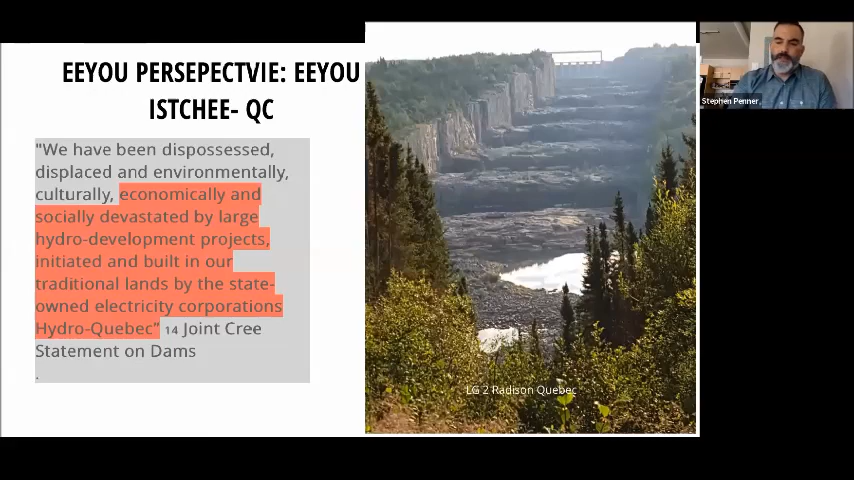 EEYOU PERSEPECTVIE: EEYOU
ISTCHEE- QC
"We have been dispossessed,
displaced and environmentally,
culturally, economically and
socially devastated by large
hydro-development projects,
initiated and built in our
traditional lands by the state-
owned electricity corporations
Hydro-Quebec” 14 Joint Cree
Statement on Dams
.
LG 2 Radison Quebec
Stephen Penner